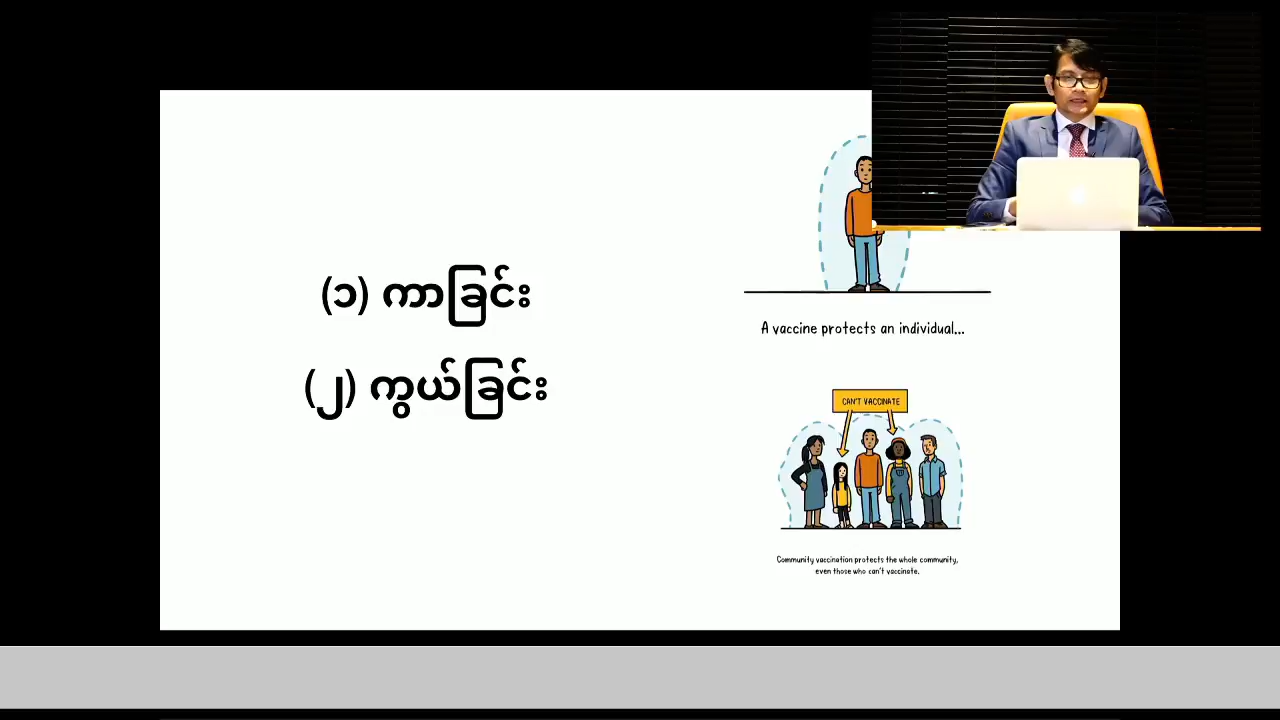 (၁) ကာခြင်း
(၂) ကွယ်ခြင်း
A vaccine protects an individual...
CAN'T VACCINATE
Community vaccination protects the whole community,
even those who can't vaccinate.